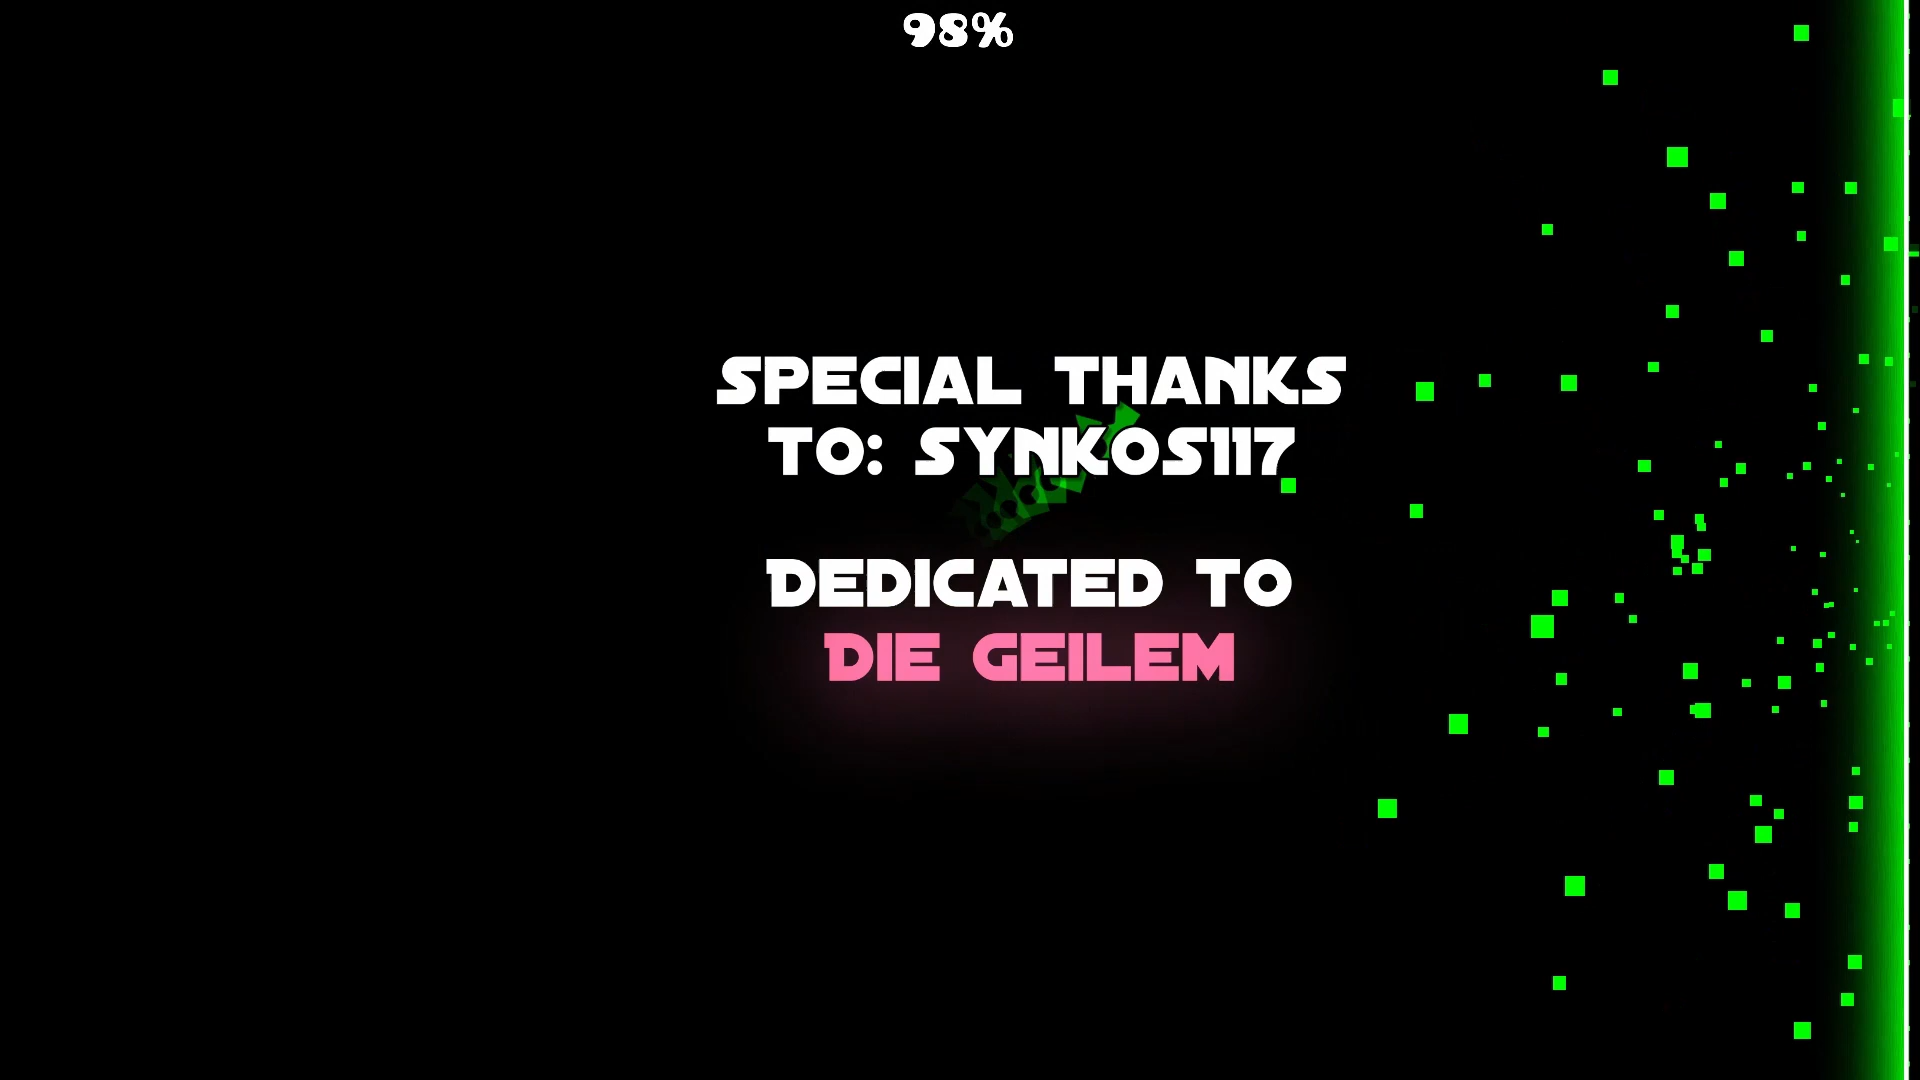 98%
SPECIAL THANKS
TO: SYNKOS117
DEDICATED TO
DIE GEILEM